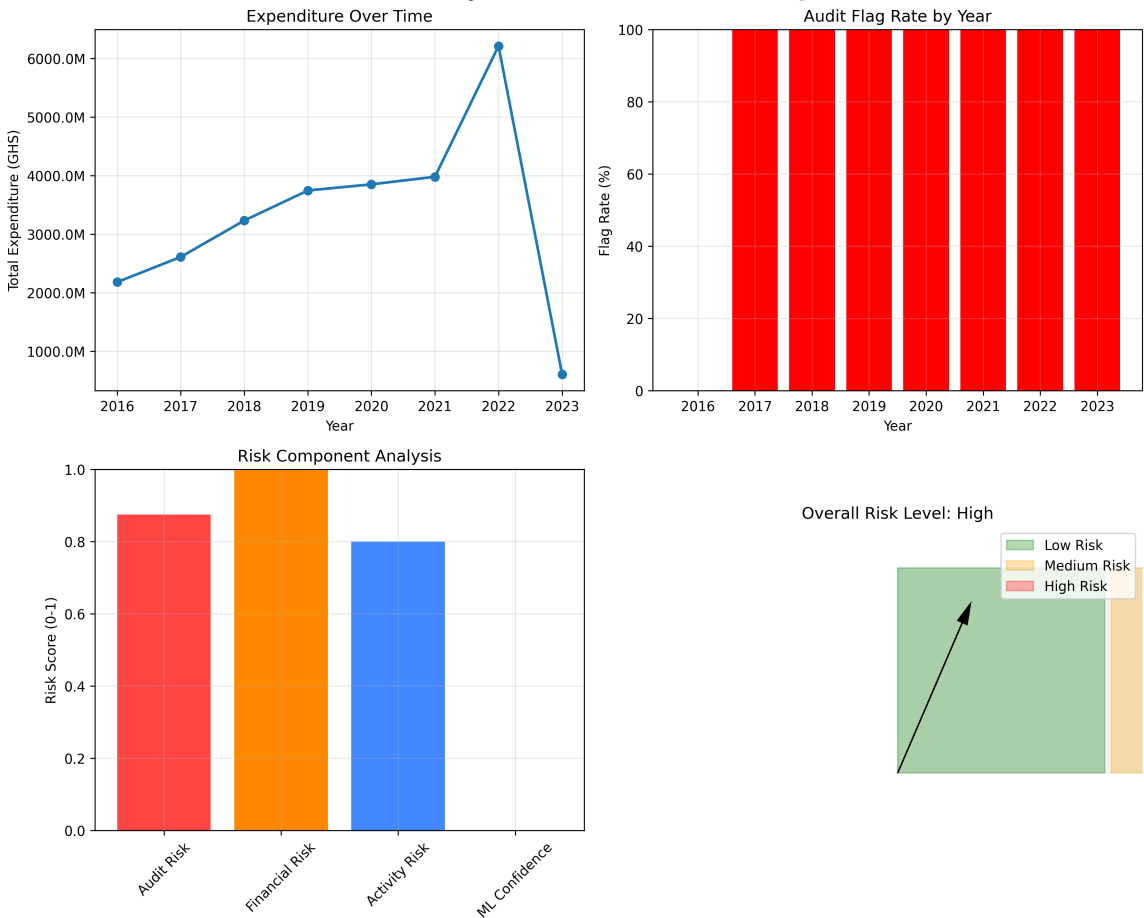 Expenditure Over Time
6000.0M
5000.0M
4000.0M
3000.0M
2000.0M
1000.0M
Total Expenditure (GHS)
2016 2017 2018 2019 2020 2021 2022 2023
Year
Audit Flag Rate by Year
100
80
60
40
20
0
Flag Rate (%)
2016 2017 2018 2019 2020 2021 2022 2023
Year
Risk Component Analysis
1.0
0.8
0.6
0.4
0.2
0.0
Risk Score (0-1)
Audit Risk
Financial Risk
Activity Risk
ML Confidence
Overall Risk Level: High
Low Risk
Medium Risk
High Risk